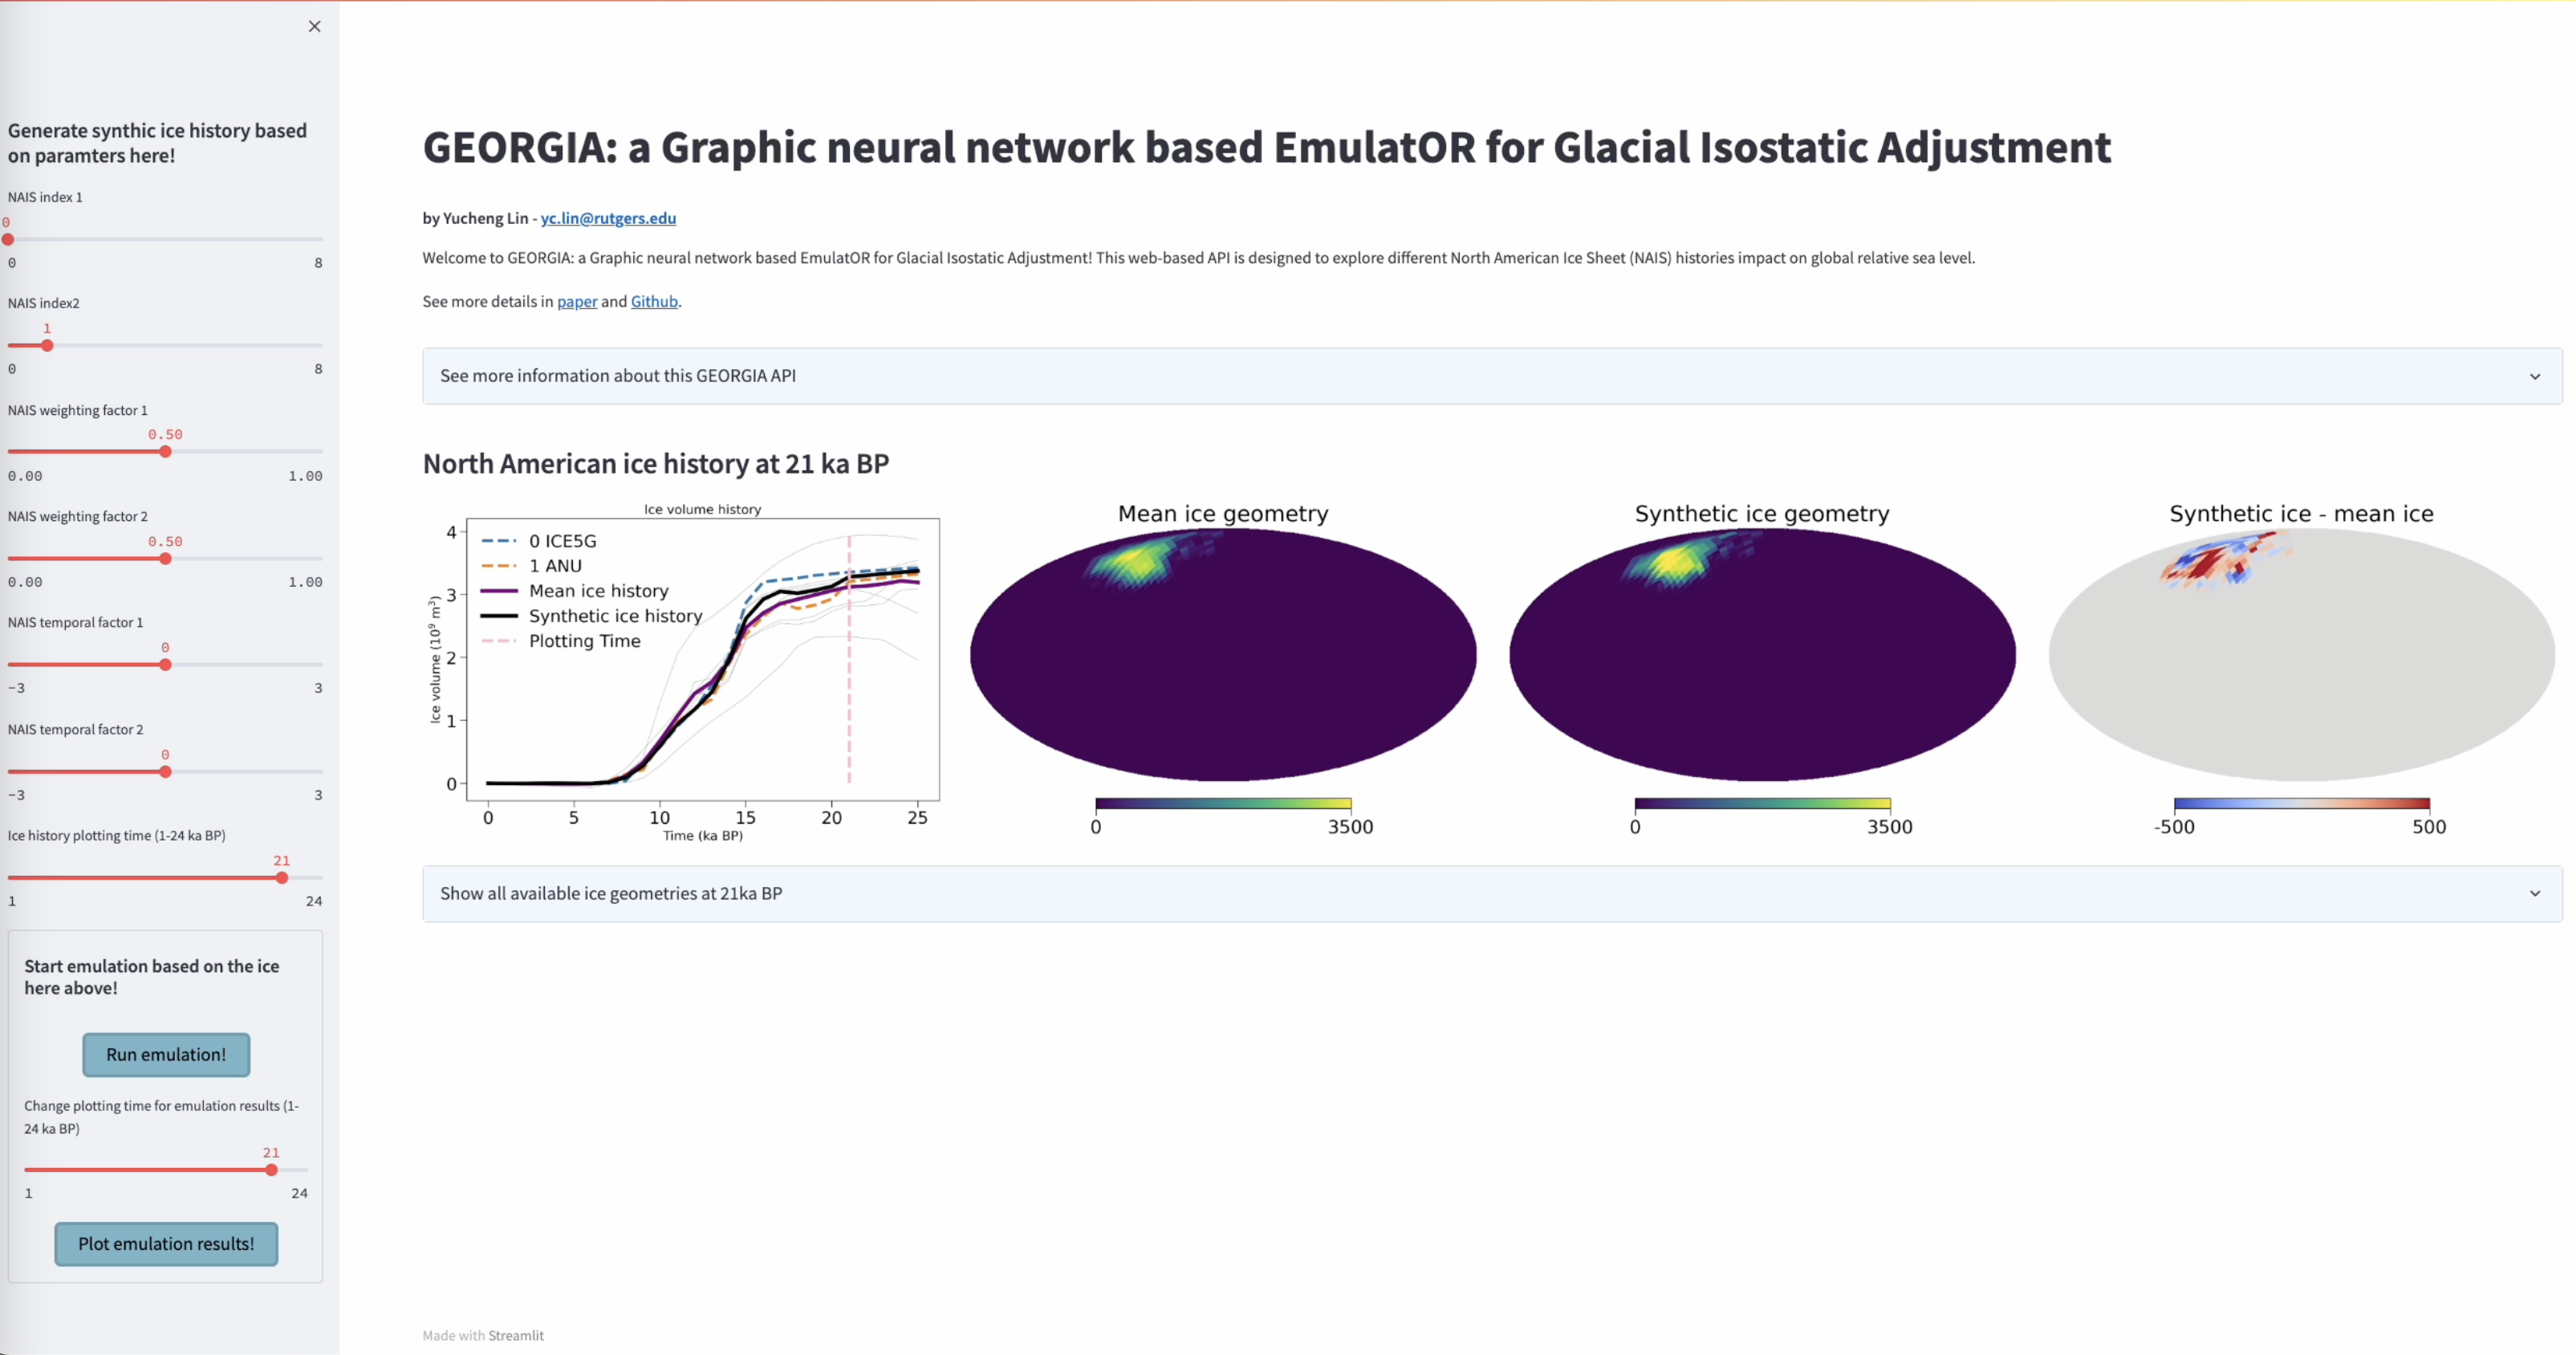 Generate synthic ice history based
on paramters here!
NAIS index 1
0
0 8
NAIS index2
1
0 8
NAIS weighting factor 1
0.50
0.00 1.00
NAIS weighting factor 2
0.50
0.00 1.00
NAIS temporal factor 1
0
−3 3
NAIS temporal factor 2
0
−3 3
Ice history plotting time (1-24 ka BP)
21
1 24
Start emulation based on the ice
here above!
Run emulation!
Change plotting time for emulation results (1-
24 ka BP)
21
1 24
Plot emulation results!
GEORGIA: a Graphic neural network based EmulatOR for Glacial Isostatic Adjustment
by Yucheng Lin - yc.lin@rutgers.edu
Welcome to GEORGIA: a Graphic neural network based EmulatOR for Glacial Isostatic Adjustment! This web-based API is designed to explore different North American Ice Sheet (NAIS) histories impact on global relative sea level.
See more details in paper and Github.
See more information about this GEORGIA API
North American ice history at 21 ka BP
Ice volume history
0 ICE5G
1 ANU
Mean ice history
Synthetic ice history
Plotting Time
Ice volume (10⁹ m³)
4
3
2
1
0
0 5 10 15 20 25
Time (ka BP)
Mean ice geometry
0 3500
Synthetic ice geometry
0 3500
Synthetic ice - mean ice
-500 500
Show all available ice geometries at 21ka BP
Made with Streamlit